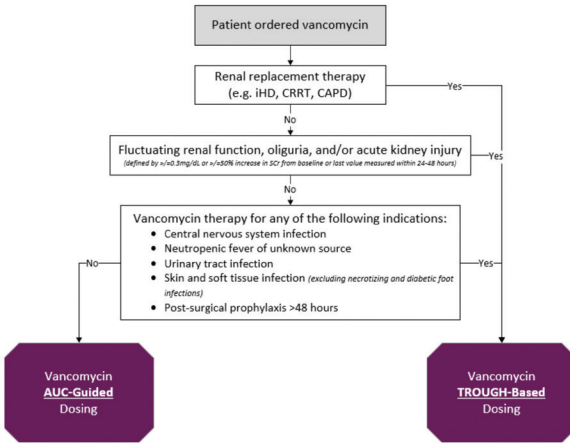 Patient ordered vancomycin
Renal replacement therapy
(e.g. iHD, CRRT, CAPD)
Yes
No
Fluctuating renal function, oliguria, and/or acute kidney injury
(defined by >/=0.3mg/dL or >/=50% increase in SCr from baseline or last value measured within 24-48 hours)
Yes
No
Vancomycin therapy for any of the following indications:
• Central nervous system infection
• Neutropenic fever of unknown source
• Urinary tract infection
• Skin and soft tissue infection (excluding necrotizing and diabetic foot
infections)
• Post-surgical prophylaxis >48 hours
No
Yes
Vancomycin
AUC-Guided
Dosing
Vancomycin
TROUGH-Based
Dosing